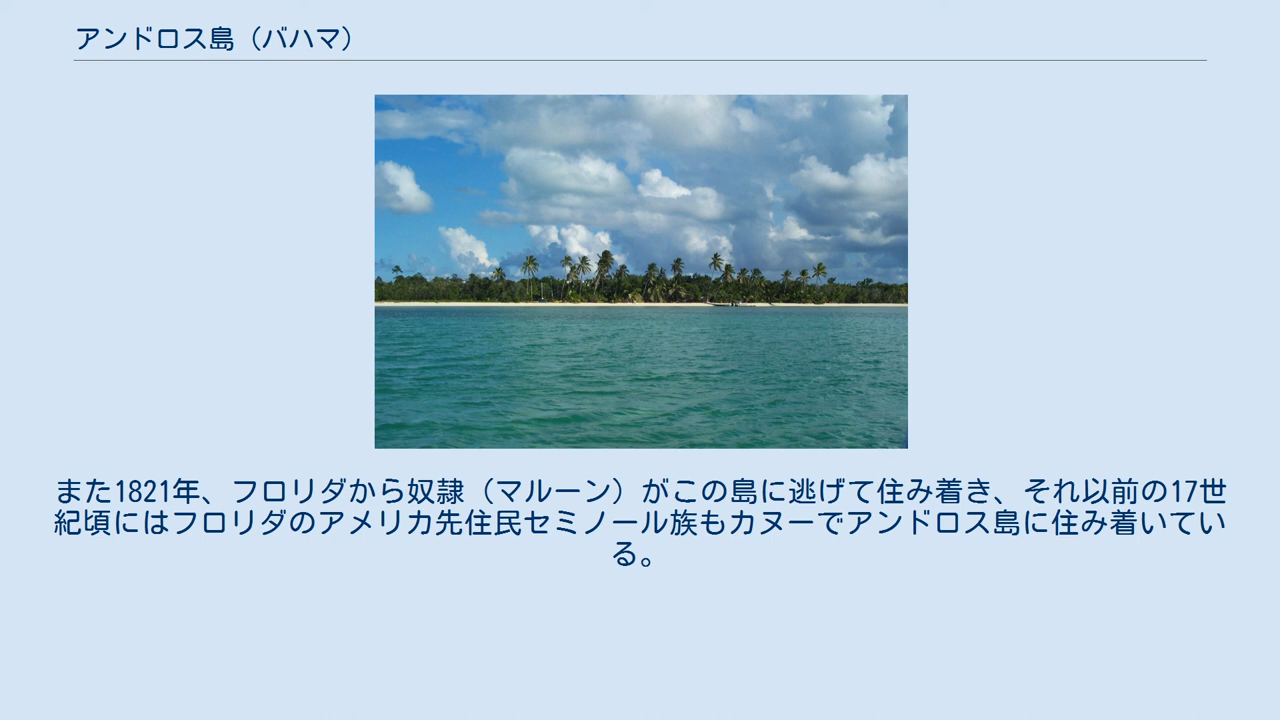 アンドロス島（バハマ）
また1821年、フロリダから奴隷（マルーン）がこの島に逃げて住み着き、それ以前の17世
紀頃にはフロリダのアメリカ先住民セミノール族もカヌーでアンドロス島に住み着いてい
る。